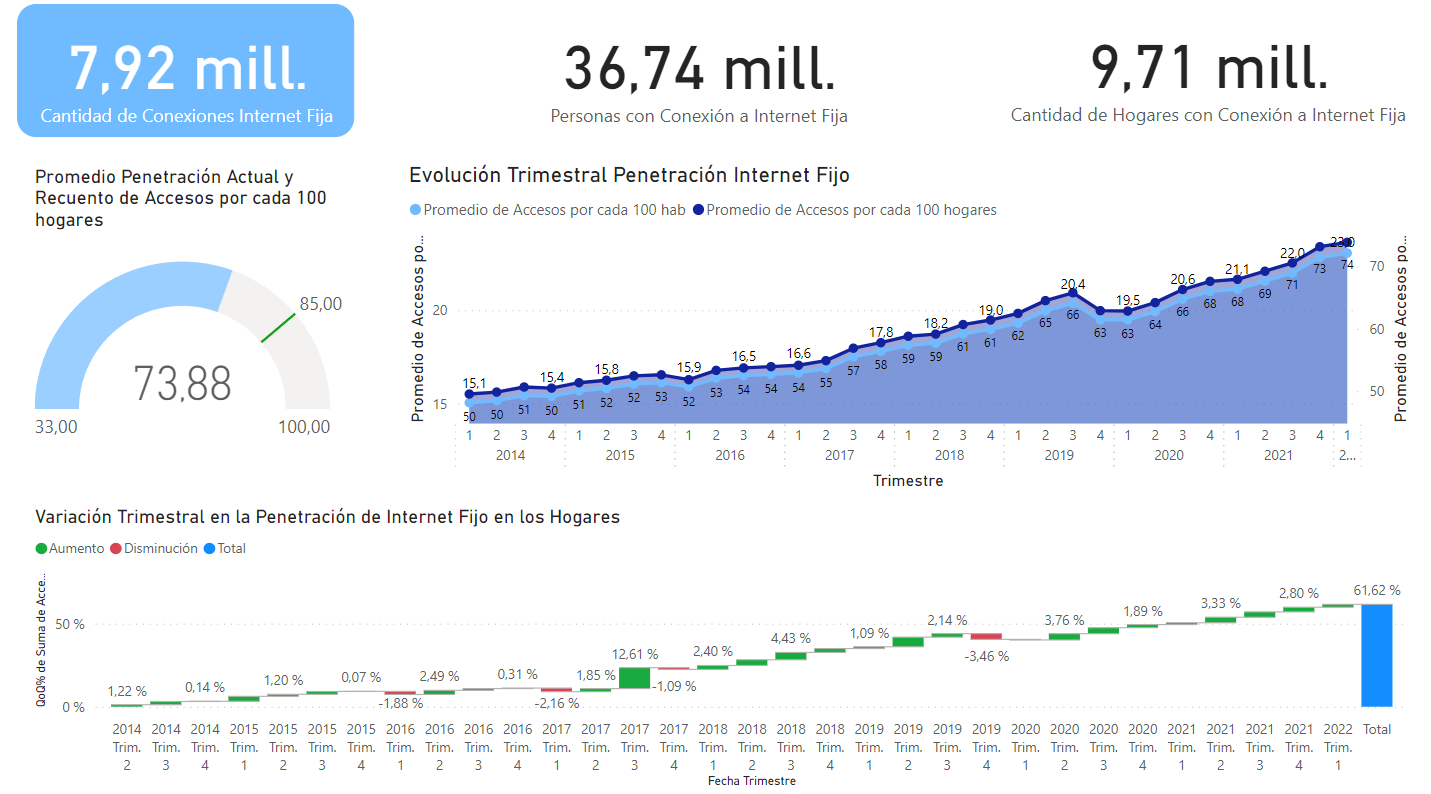 7,92 mill.
Cantidad de Conexiones Internet Fija
36,74 mill.
Personas con Conexión a Internet Fija
9,71 mill.
Cantidad de Hogares con Conexión a Internet Fija
Promedio Penetración Actual y
Recuento de Accesos por cada 100
hogares
85,00
73,88
33,00
100,00
Evolución Trimestral Penetración Internet Fijo
Promedio de Accesos por cada 100 hab
Promedio de Accesos por cada 100 hogares
Promedio de Accesos po...
20
15
15,1 15,4 15,8 15,9 16,5 16,6 17,8 18,2 19,0 20,4 19,5 20,6 21,1 22,0 23,0
50 50 51 50 51 52 52 53 52 53 54 54 54 55 57 58 59 59 61 61 62 65 66 63 63 64 66 68 68 69 71 73 74
70
60
50
Promedio de Accesos po...
1 2 3 4 1 2 3 4 1 2 3 4 1 2 3 4 1 2 3 4 1 2 3 4 1 2 3 4 1 2 3 4 1
2014 2015 2016 2017 2018 2019 2020 2021 2...
Trimestre
Variación Trimestral en la Penetración de Internet Fijo en los Hogares
Aumento Disminución Total
QoQ% de Suma de Acce...
50 %
0 %
1,22 % 0,14 % 1,20 % 0,07 % -1,88 % 2,49 % 0,31 % -2,16 % 1,85 % 12,61 % -1,09 % 2,40 % 4,43 % 1,09 % 2,14 % -3,46 % 3,76 % 1,89 % 3,33 % 2,80 % 61,62 %
2014 2014 2014 2015 2015 2015 2015 2016 2016 2016 2016 2017 2017 2017 2017 2018 2018 2018 2018 2019 2019 2019 2019 2020 2020 2020 2020 2021 2021 2021 2021 2022 Total
Trim. Trim. Trim. Trim. Trim. Trim. Trim. Trim. Trim. Trim. Trim. Trim. Trim. Trim. Trim. Trim. Trim. Trim. Trim. Trim. Trim. Trim. Trim. Trim. Trim. Trim. Trim. Trim. Trim. Trim. Trim. Trim.
2 3 4 1 2 3 4 1 2 3 4 1 2 3 4 1 2 3 4 1 2 3 4 1 2 3 4 1 2 3 4 1
Fecha Trimestre